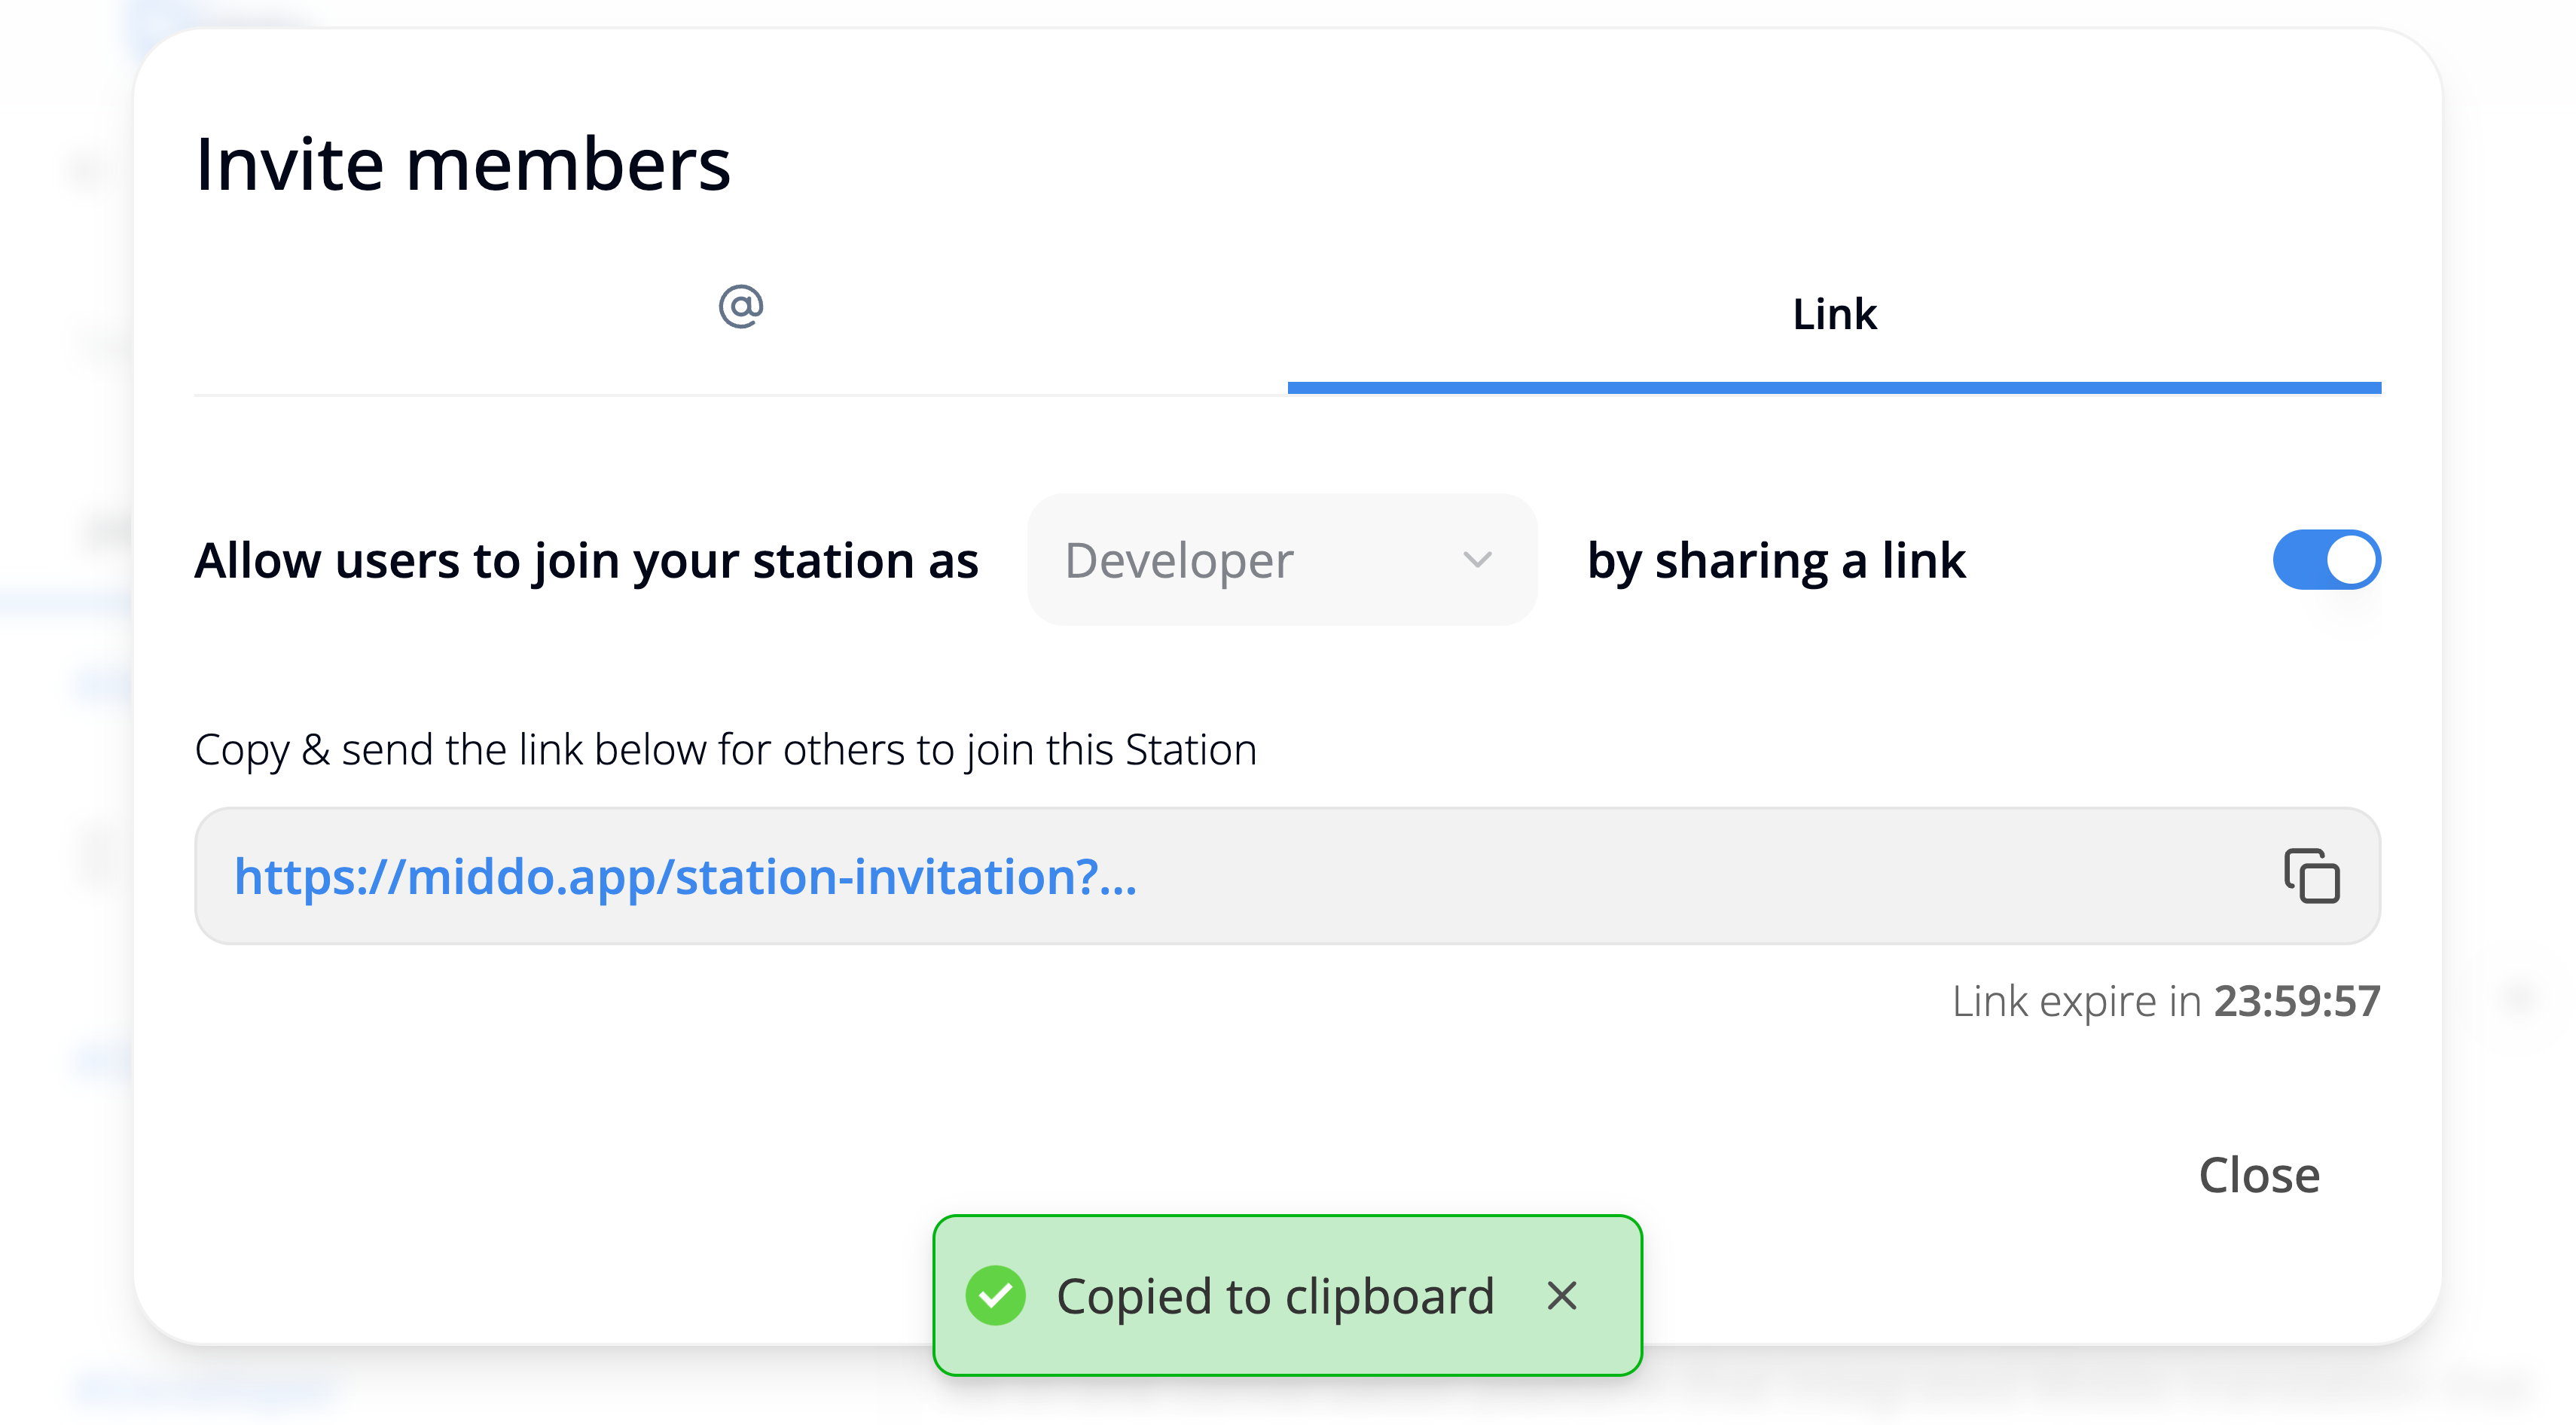 Invite members
@
Link
Allow users to join your station as Developer by sharing a link
Copy & send the link below for others to join this Station
https://middo.app/station-invitation?...
Link expire in 23:59:57
Close
Copied to clipboard